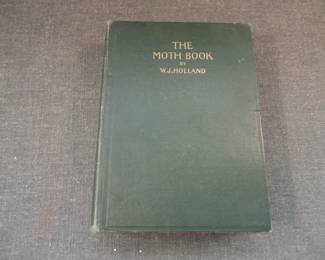 THE
MOTH BOOK
BY
W.J.HOLLAND